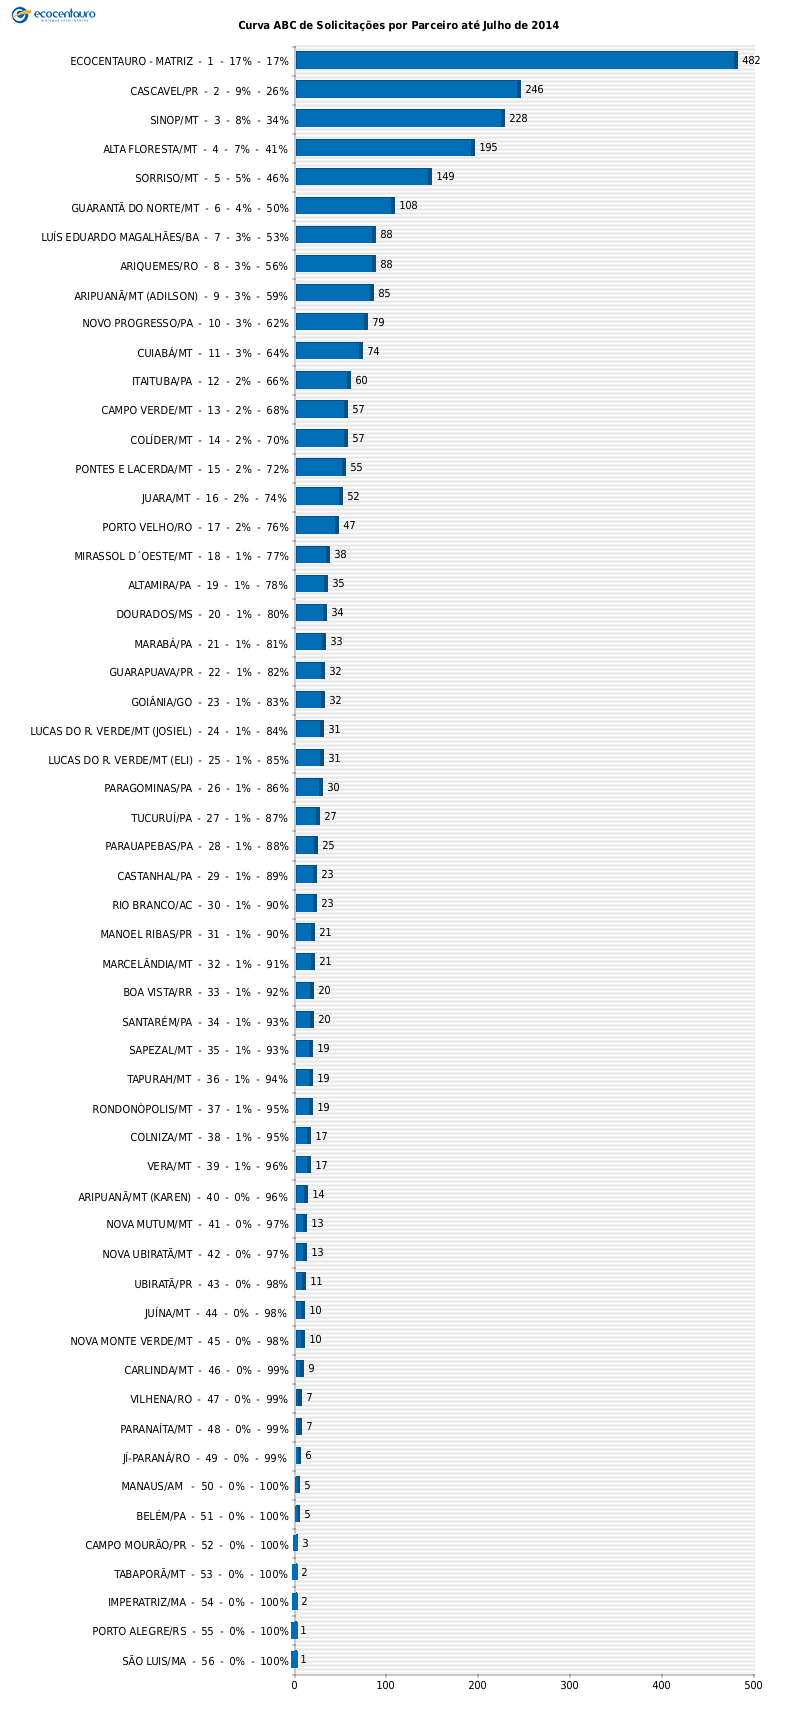 ecocentauro
Curva ABC de Solicitações por Parceiro até Julho de 2014
ECOCENTAURO - MATRIZ - 1 - 17% - 17% 482
CASCAVEL/PR - 2 - 9% - 26% 246
SINOP/MT - 3 - 8% - 34% 228
ALTA FLORESTA/MT - 4 - 7% - 41% 195
SORRISO/MT - 5 - 5% - 46% 149
GUARANTÃ DO NORTE/MT - 6 - 4% - 50% 108
LUÍS EDUARDO MAGALHÃES/BA - 7 - 3% - 53% 88
ARIQUEMES/RO - 8 - 3% - 56% 88
ARIPUANÃ/MT (ADILSON) - 9 - 3% - 59% 85
NOVO PROGRESSO/PA - 10 - 3% - 62% 79
CUIABÁ/MT - 11 - 3% - 64% 74
ITAITUBA/PA - 12 - 2% - 66% 60
CAMPO VERDE/MT - 13 - 2% - 68% 57
COLÍDER/MT - 14 - 2% - 70% 57
PONTES E LACERDA/MT - 15 - 2% - 72% 55
JUARA/MT - 16 - 2% - 74% 52
PORTO VELHO/RO - 17 - 2% - 76% 47
MIRASSOL D´OESTE/MT - 18 - 1% - 77% 38
ALTAMIRA/PA - 19 - 1% - 78% 35
DOURADOS/MS - 20 - 1% - 80% 34
MARABÁ/PA - 21 - 1% - 81% 33
GUARAPUAVA/PR - 22 - 1% - 82% 32
GOIÂNIA/GO - 23 - 1% - 83% 32
LUCAS DO R. VERDE/MT (JOSIEL) - 24 - 1% - 84% 31
LUCAS DO R. VERDE/MT (ELI) - 25 - 1% - 85% 31
PARAGOMINAS/PA - 26 - 1% - 86% 30
TUCURUÍ/PA - 27 - 1% - 87% 27
PARAUAPEBAS/PA - 28 - 1% - 88% 25
CASTANHAL/PA - 29 - 1% - 89% 23
RIO BRANCO/AC - 30 - 1% - 90% 23
MANOEL RIBAS/PR - 31 - 1% - 90% 21
MARCELÂNDIA/MT - 32 - 1% - 91% 21
BOA VISTA/RR - 33 - 1% - 92% 20
SANTARÉM/PA - 34 - 1% - 93% 20
SAPEZAL/MT - 35 - 1% - 93% 19
TAPURAH/MT - 36 - 1% - 94% 19
RONDONÓPOLIS/MT - 37 - 1% - 95% 19
COLNIZA/MT - 38 - 1% - 95% 17
VERA/MT - 39 - 1% - 96% 17
ARIPUANÃ/MT (KAREN) - 40 - 0% - 96% 14
NOVA MUTUM/MT - 41 - 0% - 97% 13
NOVA UBIRATÃ/MT - 42 - 0% - 97% 13
UBIRATÃ/PR - 43 - 0% - 98% 11
JUÍNA/MT - 44 - 0% - 98% 10
NOVA MONTE VERDE/MT - 45 - 0% - 98% 10
CARLINDA/MT - 46 - 0% - 99% 9
VILHENA/RO - 47 - 0% - 99% 7
PARANAÍTA/MT - 48 - 0% - 99% 7
JÍ-PARANÁ/RO - 49 - 0% - 99% 6
MANAUS/AM - 50 - 0% - 100% 5
BELÉM/PA - 51 - 0% - 100% 5
CAMPO MOURÃO/PR - 52 - 0% - 100% 3
TABAPORÃ/MT - 53 - 0% - 100% 2
IMPERATRIZ/MA - 54 - 0% - 100% 2
PORTO ALEGRE/RS - 55 - 0% - 100% 1
SÃO LUIS/MA - 56 - 0% - 100% 1
0 100 200 300 400 500